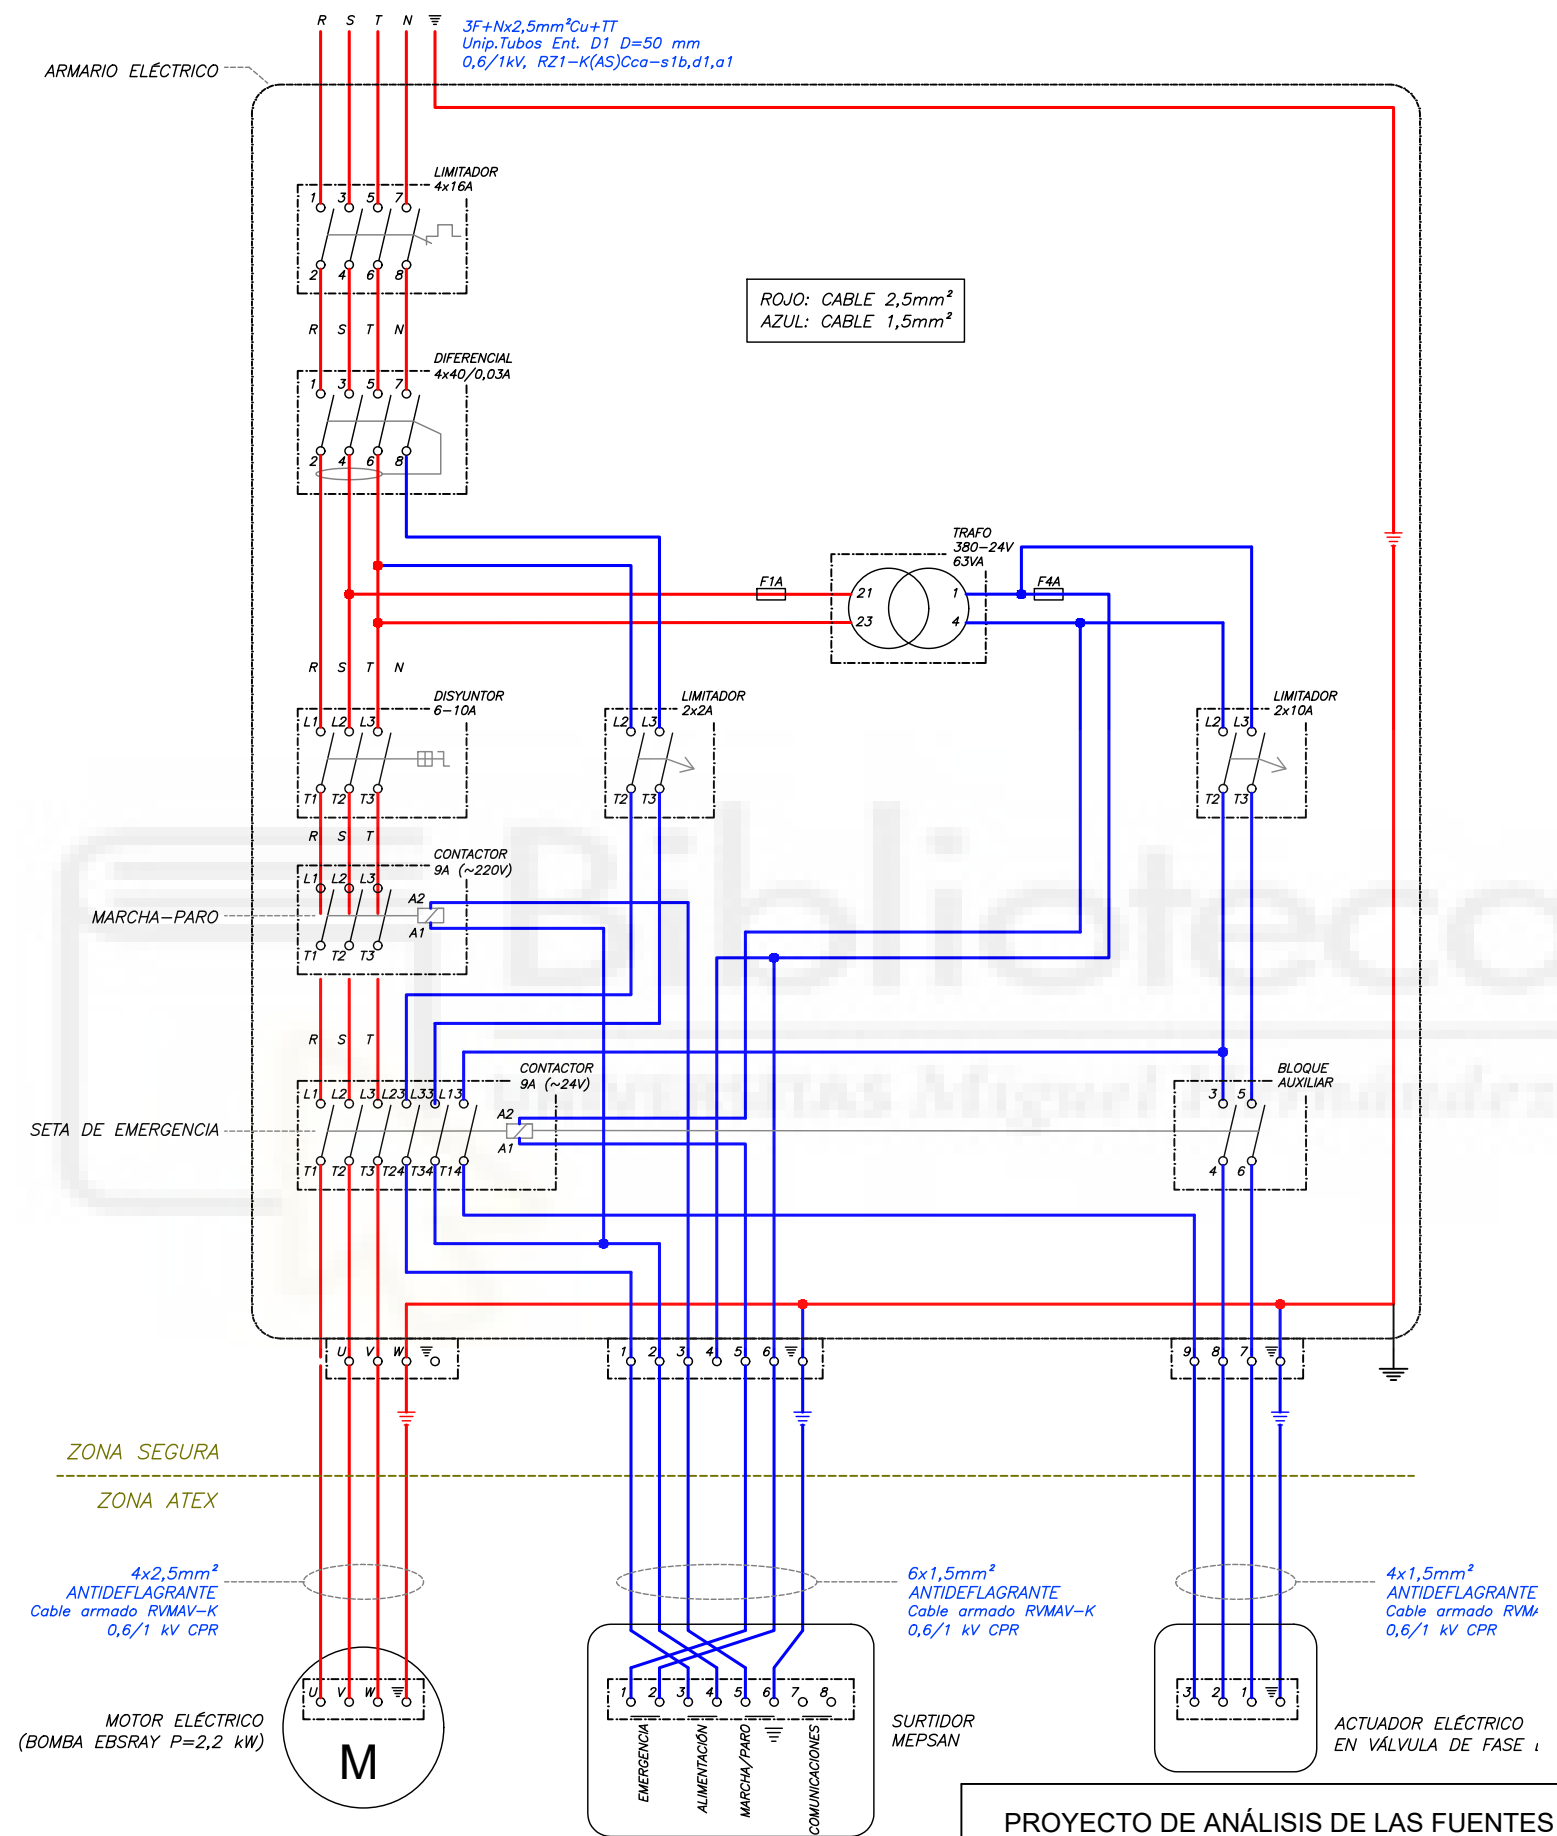 R S T N
3F+Nx2,5mm²Cu+TT
Unip.Tubos Ent. D1 D=50 mm
0,6/1kV, RZ1-K(AS)Cca-s1b,d1,a1
ARMARIO ELÉCTRICO
LIMITADOR
4x16A
1 3 5 7
2 4 6 8
ROJO: CABLE 2,5mm²
AZUL: CABLE 1,5mm²
R S T N
DIFERENCIAL
4x40/0,03A
1 3 5 7
2 4 6 8
TRAFO
380-24V
63VA
F1A
F4A
21 1
23 4
R S T N
DISYUNTOR
6-10A
L1 L2 L3
T1 T2 T3
LIMITADOR
2x2A
L2 L3
T2 T3
LIMITADOR
2x10A
L2 L3
T2 T3
R S T
CONTACTOR
9A (~220V)
L1 L2 L3
A2
A1
T1 T2 T3
MARCHA-PARO
Biblioteca
UNIVERSITAS Miguel Hernández
R S T
CONTACTOR
9A (~24V)
L1 L2 L3 L23 L33 L13
A2
A1
T1 T2 T3 T24 T34 T14
SETA DE EMERGENCIA
BLOQUE
AUXILIAR
3 5
4 6
U V W
1 2 3 4 5 6
9 8 7
ZONA SEGURA
ZONA ATEX
4x2,5mm²
ANTIDEFLAGRANTE
Cable armado RVMAV-K
0,6/1 kV CPR
6x1,5mm²
ANTIDEFLAGRANTE
Cable armado RVMAV-K
0,6/1 kV CPR
4x1,5mm²
ANTIDEFLAGRANTE
Cable armado RVMA
0,6/1 kV CPR
U V W
MOTOR ELÉCTRICO
(BOMBA EBSRAY P=2,2 kW)
M
1 2 3 4 5 6 7 8
EMERGENCIA
ALIMENTACIÓN
MARCHA/PARO
COMUNICACIONES
SURTIDOR
MEPSAN
3 2 1
ACTUADOR ELÉCTRICO
EN VÁLVULA DE FASE
PROYECTO DE ANÁLISIS DE LAS FUENTES